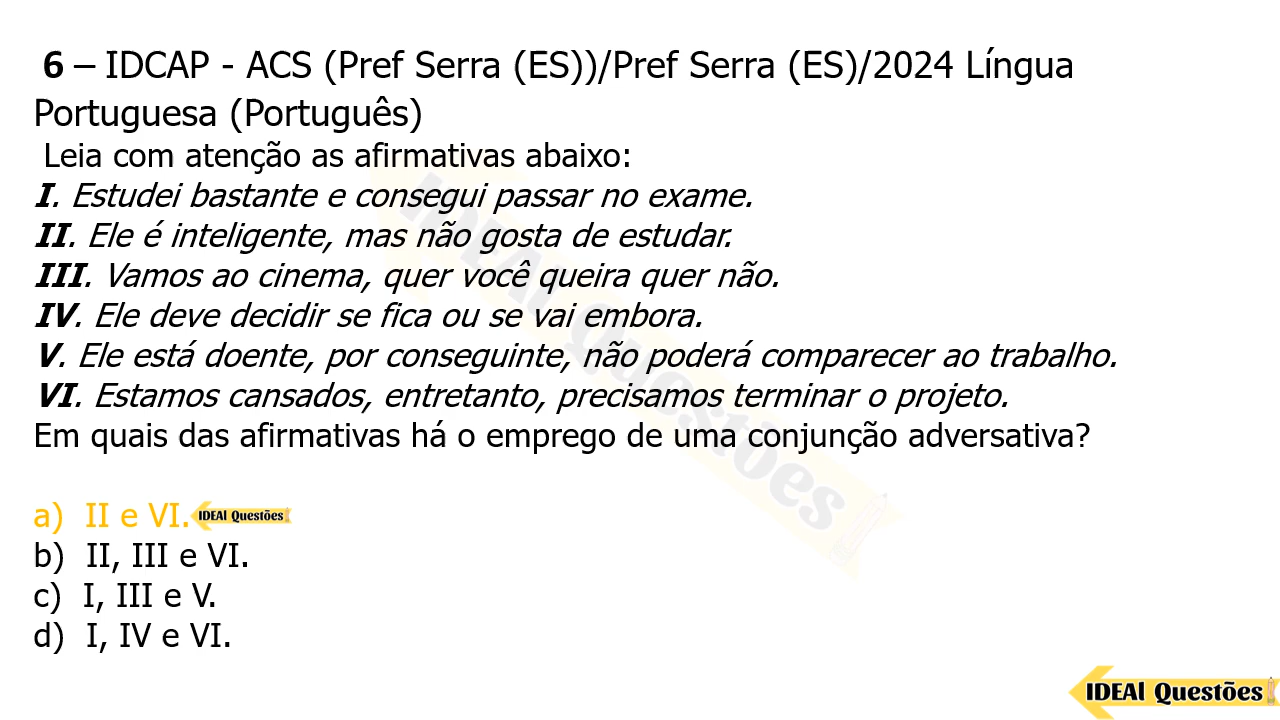 6 – IDCAP - ACS (Pref Serra (ES))/Pref Serra (ES)/2024 Língua
Portuguesa (Português)
Leia com atenção as afirmativas abaixo:
I. Estudei bastante e consegui passar no exame.
II. Ele é inteligente, mas não gosta de estudar.
III. Vamos ao cinema, quer você queira quer não.
IV. Ele deve decidir se fica ou se vai embora.
V. Ele está doente, por conseguinte, não poderá comparecer ao trabalho.
VI. Estamos cansados, entretanto, precisamos terminar o projeto.
Em quais das afirmativas há o emprego de uma conjunção adversativa?
a) II e VI.
IDEAl Questões
b) II, III e VI.
c) I, III e V.
d) I, IV e VI.
IDEAl Questões
IDEAl Questões